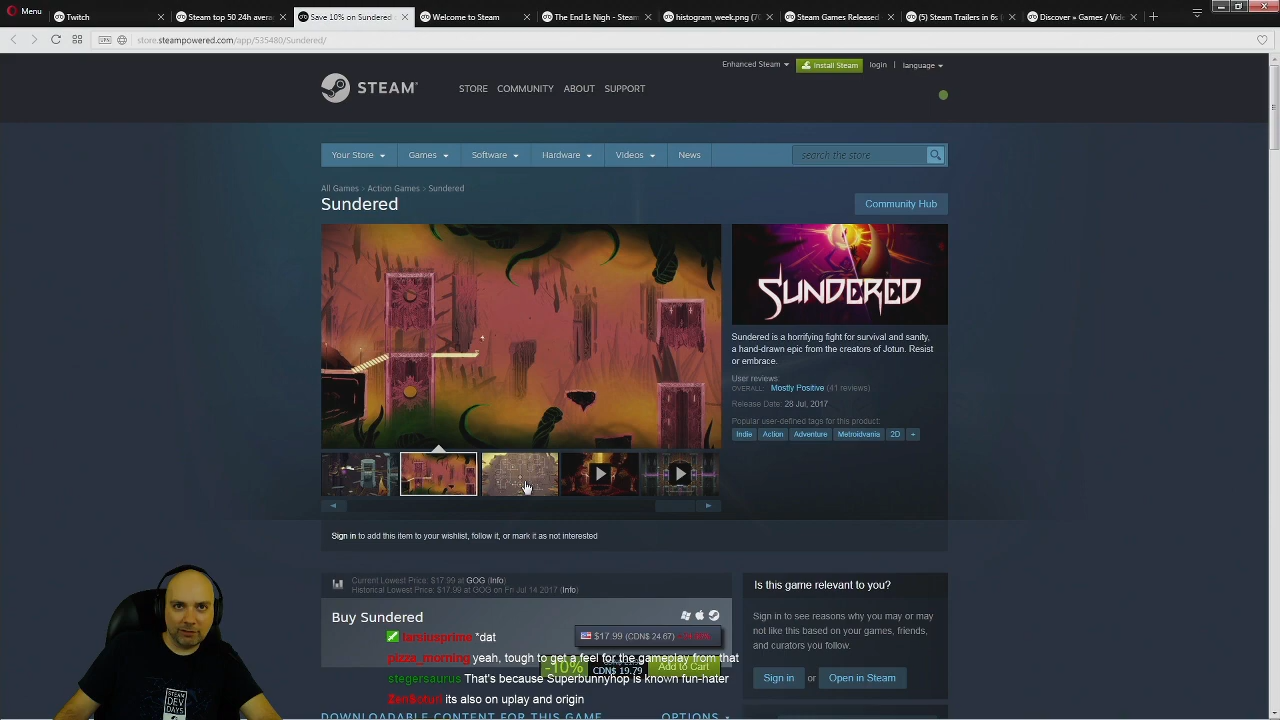 Menu
Twitch
Steam top 50 24h avera
Save 10% on Sundered
Welcome to Steam
The End Is Nigh - Steam
histogram_week.png (7
Steam Games Released
(5) Steam Trailers in 6s
Discover » Games / Vide
VPN
store.steampowered.com/app/535480/Sundered/
Enhanced Steam
Install Steam
login
language
STEAM
STORE COMMUNITY ABOUT SUPPORT
Your Store
Games
Software
Hardware
Videos
News
search the store
All Games > Action Games > Sundered
Sundered
Community Hub
SUNDERED
Sundered is a horrifying fight for survival and sanity,
a hand-drawn epic from the creators of Jotun. Resist
or embrace.
User reviews:
OVERALL: Mostly Positive (41 reviews)
Release Date: 28 Jul, 2017
Popular user-defined tags for this product:
Indie Action Adventure Metroidvania 2D +
Sign in to add this item to your wishlist, follow it, or mark it as not interested
Current Lowest Price: $17.99 at GOG (Info)
Historical Lowest Price: $17.99 at GOG on Fri Jul 14 2017 (Info)
Is this game relevant to you?
Buy Sundered
Sign in to see reasons why you may or may
not like this based on your games, friends,
and curators you follow.
$17.99 (CDN$ 24.67)
*dat
pizza_morning yeah, tough to get a feel for the gameplay from that
-10%
CDN$ 19.79
Add to Cart
stegersaurus That's because Superbunnyhop is known fun-hater
Sign in or Open in Steam
its also on uplay and origin
STEAM
DEV
DAYS
DOWNLOADABLE CONTENT FOR THIS GAME
OPTIONS